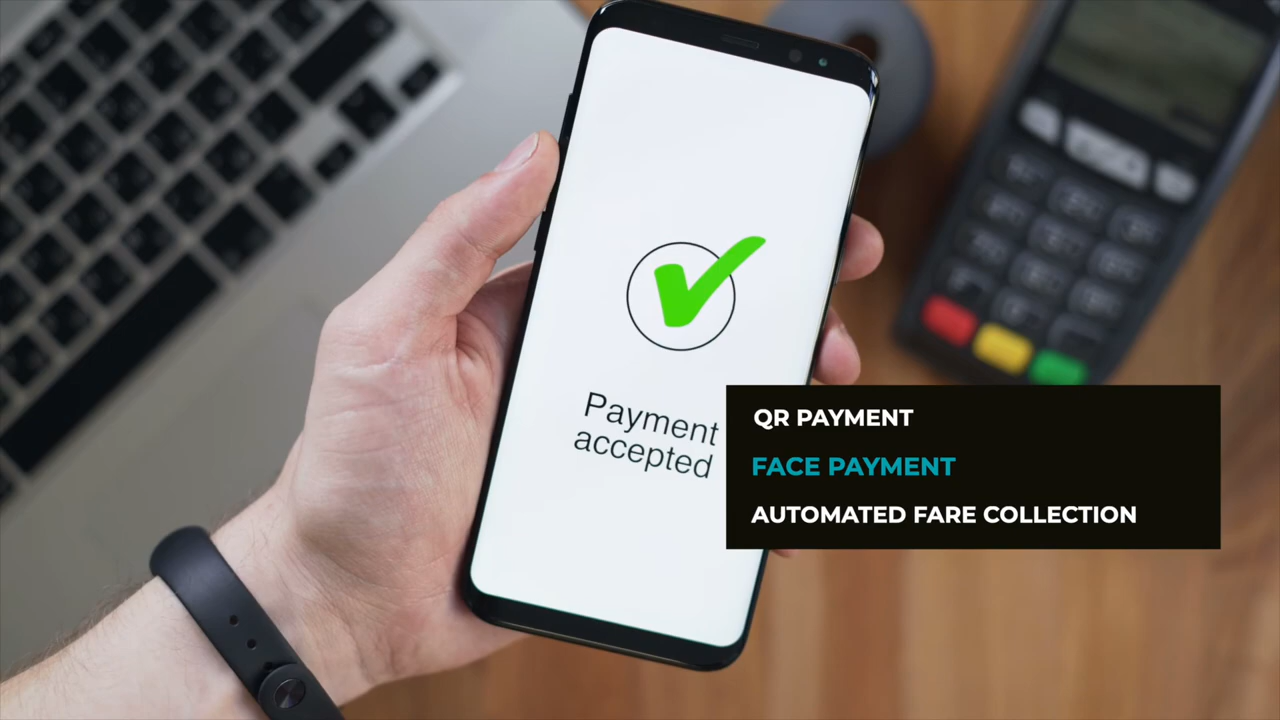 Payment
accepted
QR PAYMENT
FACE PAYMENT
AUTOMATED FARE COLLECTION